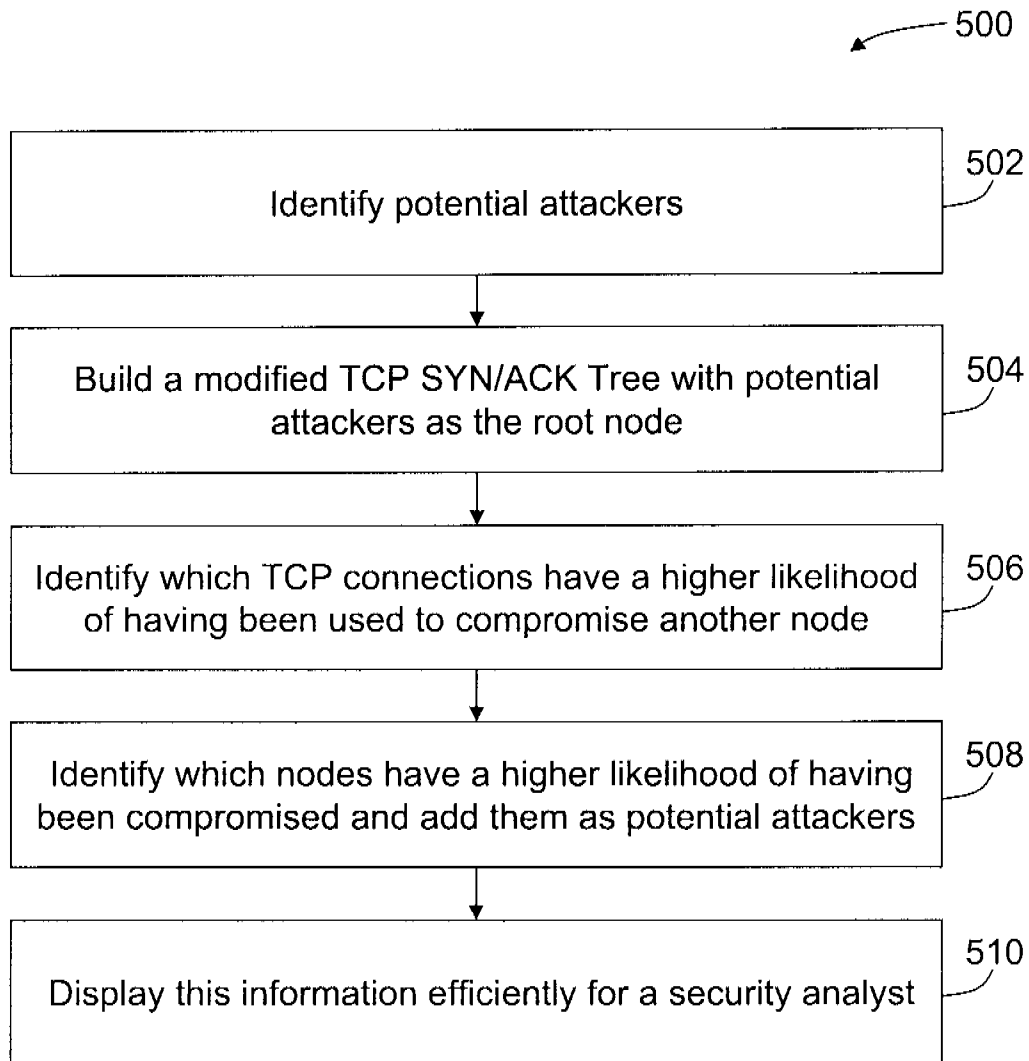 500
502
Identify potential attackers
504
Build a modified TCP SYN/ACK Tree with potential
attackers as the root node
506
Identify which TCP connections have a higher likelihood
of having been used to compromise another node
508
Identify which nodes have a higher likelihood of having
been compromised and add them as potential attackers
510
Display this information efficiently for a security analyst